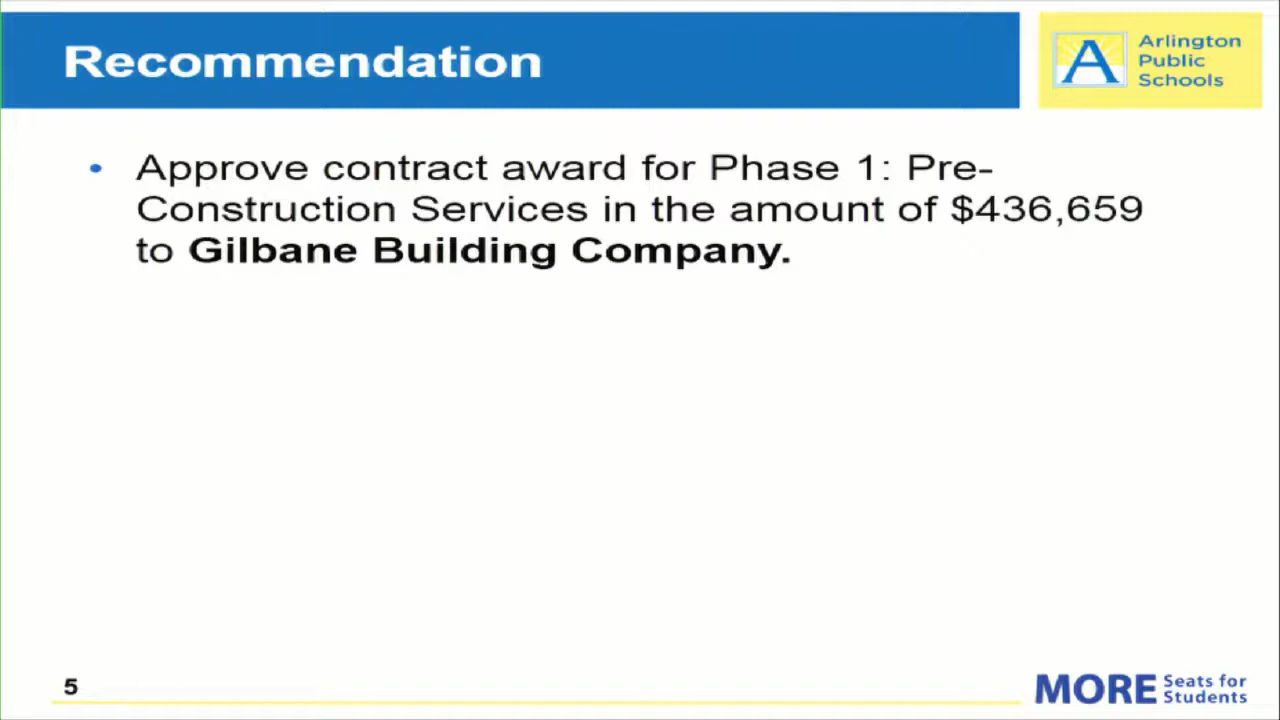 Recommendation
A
Arlington
Public
Schools
• Approve contract award for Phase 1: Pre-
Construction Services in the amount of $436,659
to Gilbane Building Company.
5
MORE Seats for
Students